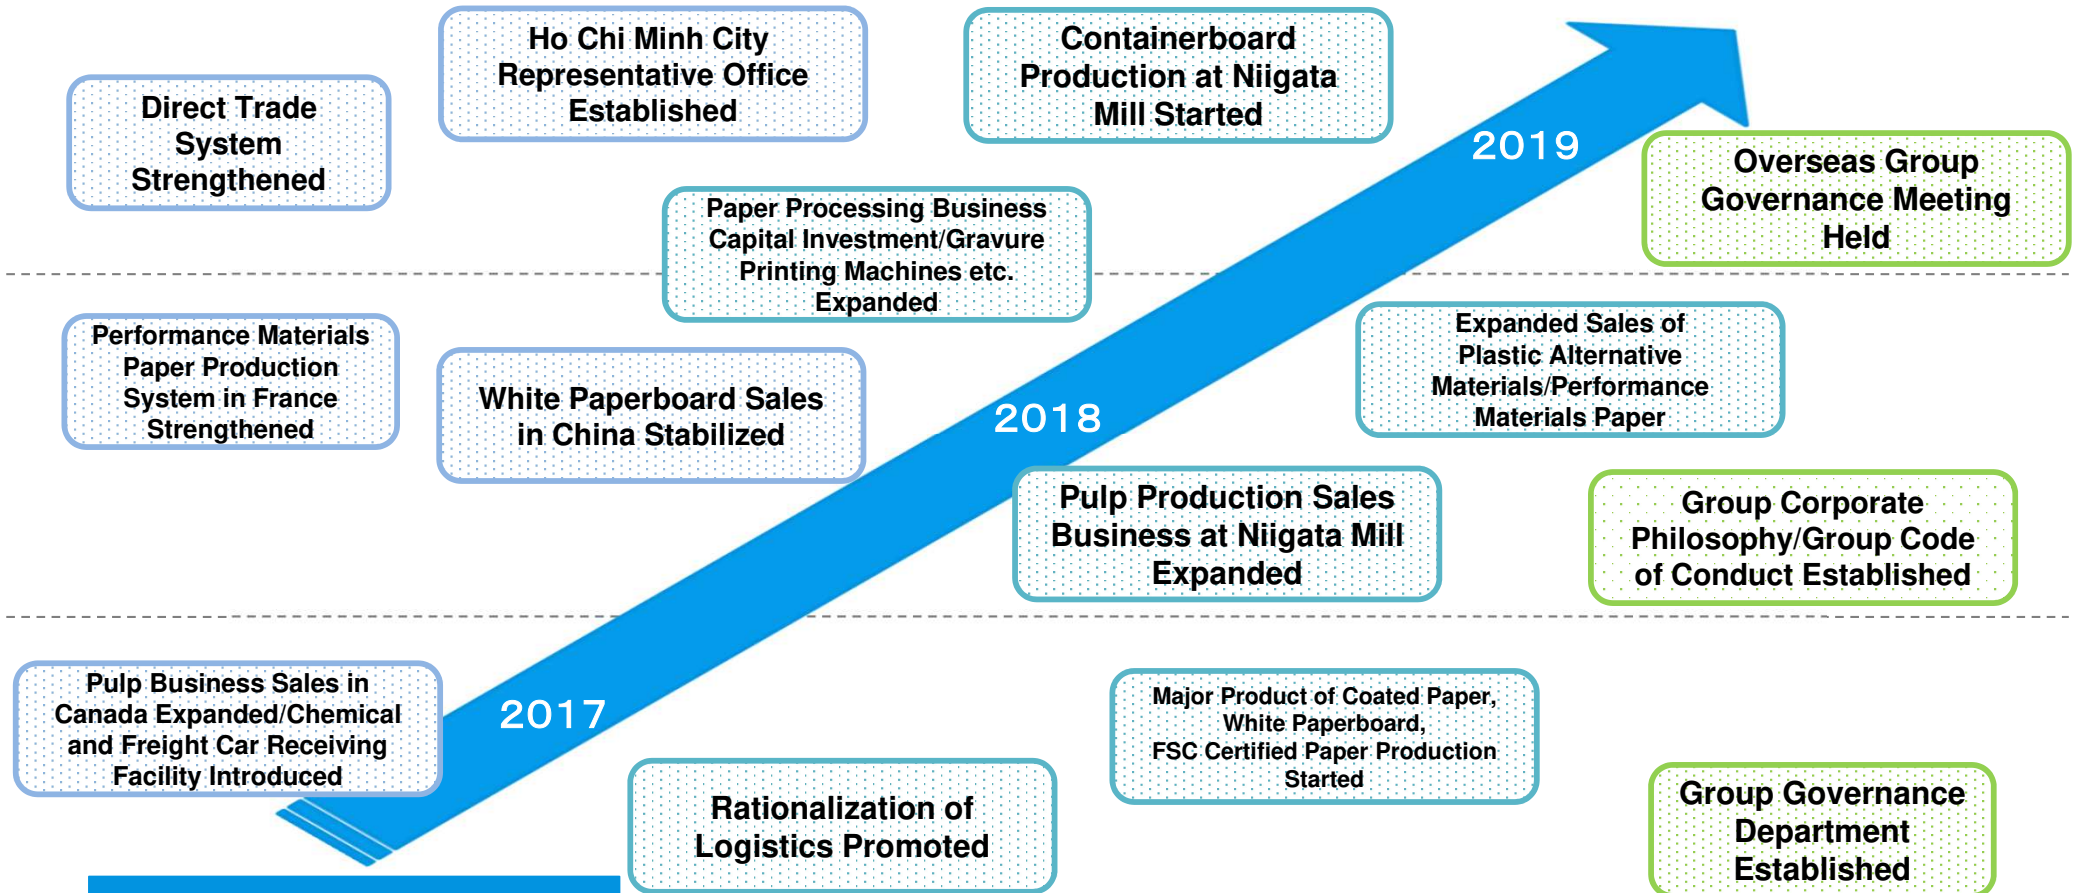 Ho Chi Minh City
Representative Office
Established
Containerboard
Production at Niigata
Mill Started
Direct Trade
System
Strengthened
2019
Overseas Group
Governance Meeting
Held
Paper Processing Business
Capital Investment/Gravure
Printing Machines etc.
Expanded
Performance Materials
Paper Production
System in France
Strengthened
White Paperboard Sales
in China Stabilized
2018
Expanded Sales of
Plastic Alternative
Materials/Performance
Materials Paper
Pulp Production Sales
Business at Niigata Mill
Expanded
Group Corporate
Philosophy/Group Code
of Conduct Established
Pulp Business Sales in
Canada Expanded/Chemical
and Freight Car Receiving
Facility Introduced
2017
Major Product of Coated Paper,
White Paperboard,
FSC Certified Paper Production
Started
Rationalization of
Logistics Promoted
Group Governance
Department
Established